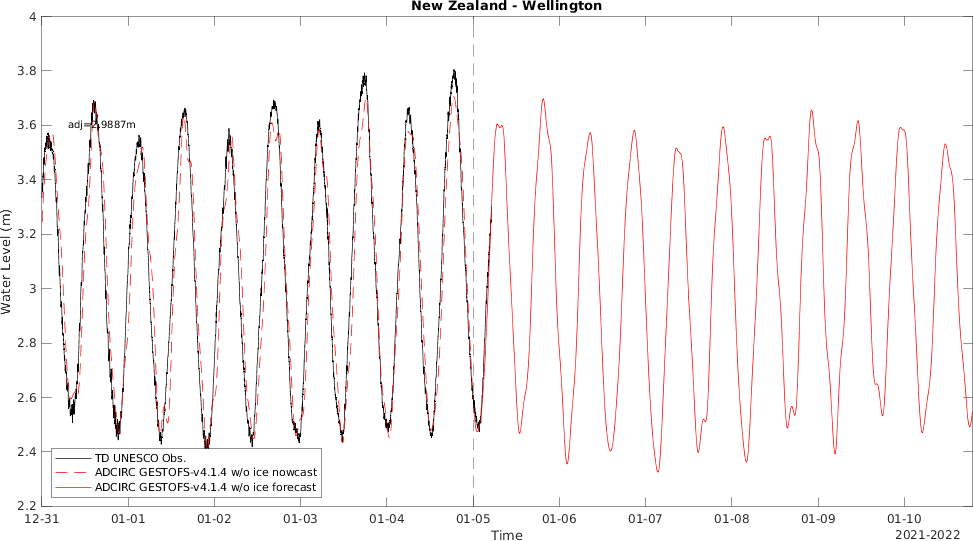 New Zealand - Wellington
4
3.8
3.6
3.4
3.2
3
2.8
2.6
2.4
2.2
Water Level (m)
adj=2.9887m
TD UNESCO Obs.
ADCIRC GESTOFS-v4.1.4 w/o ice nowcast
ADCIRC GESTOFS-v4.1.4 w/o ice forecast
12-31 01-01 01-02 01-03 01-04 01-05 01-06 01-07 01-08 01-09 01-10
Time
2021-2022